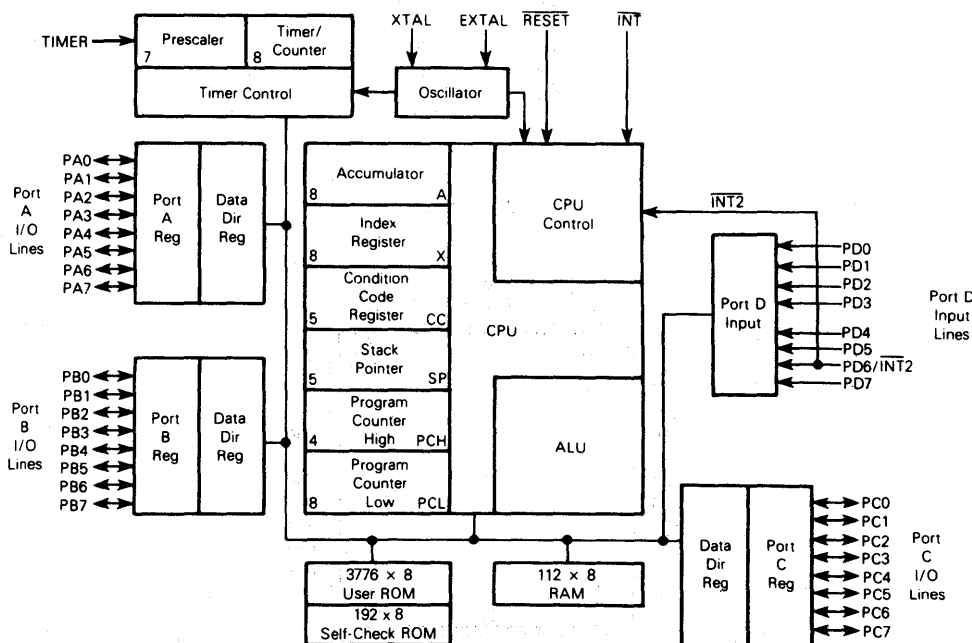 XTAL EXTAL RESET INT
TIMER
Prescaler
7
Timer/
Counter
8
Timer Control
Oscillator
Port
A
I/O
Lines
PA0
PA1
PA2
PA3
PA4
PA5
PA6
PA7
Port
A
Reg
Data
Dir
Reg
Accumulator
8 A
Index
Register
8 X
Condition
Code
Register
5 CC
Stack
Pointer
5 SP
Program
Counter
4 High PCH
Program
Counter
8 Low PCL
CPU
CPU
Control
ALU
INT2
Port D
Input
PD0
PD1
PD2
PD3
PD4
PD5
PD6/INT2
PD7
Port D
Input
Lines
Port
B
I/O
Lines
PB0
PB1
PB2
PB3
PB4
PB5
PB6
PB7
Port
B
Reg
Data
Dir
Reg
3776 × 8
User ROM
192 × 8
Self-Check ROM
112 × 8
RAM
Data
Dir
Reg
Port
C
Reg
PC0
PC1
PC2
PC3
PC4
PC5
PC6
PC7
Port
C
I/O
Lines